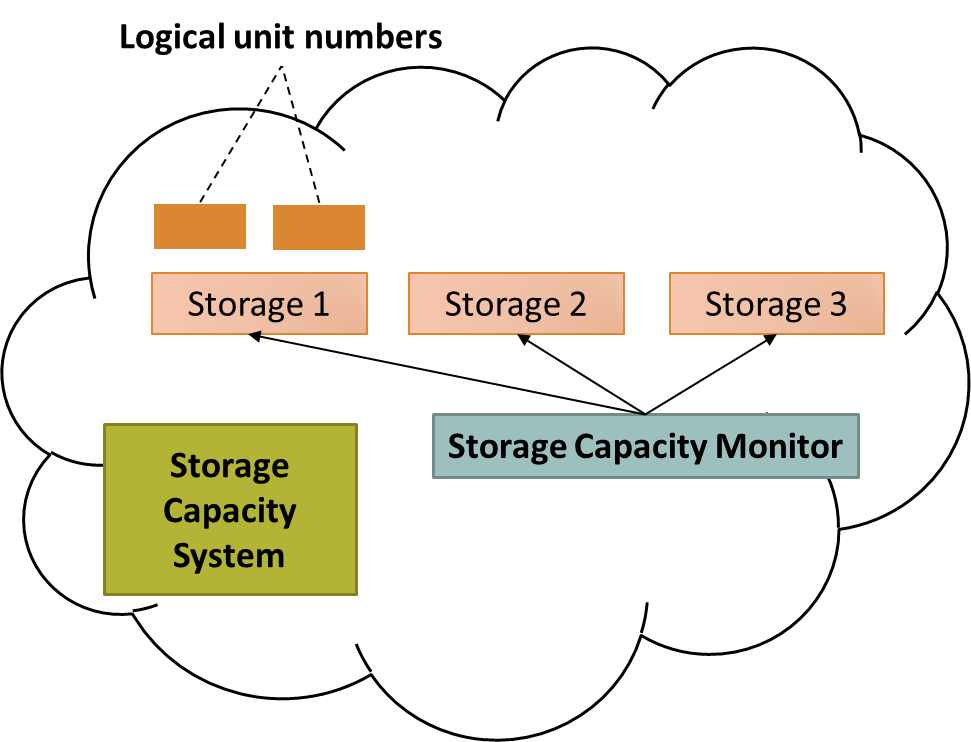 Logical unit numbers
Storage 1
Storage 2
Storage 3
Storage Capacity Monitor
Storage
Capacity
System